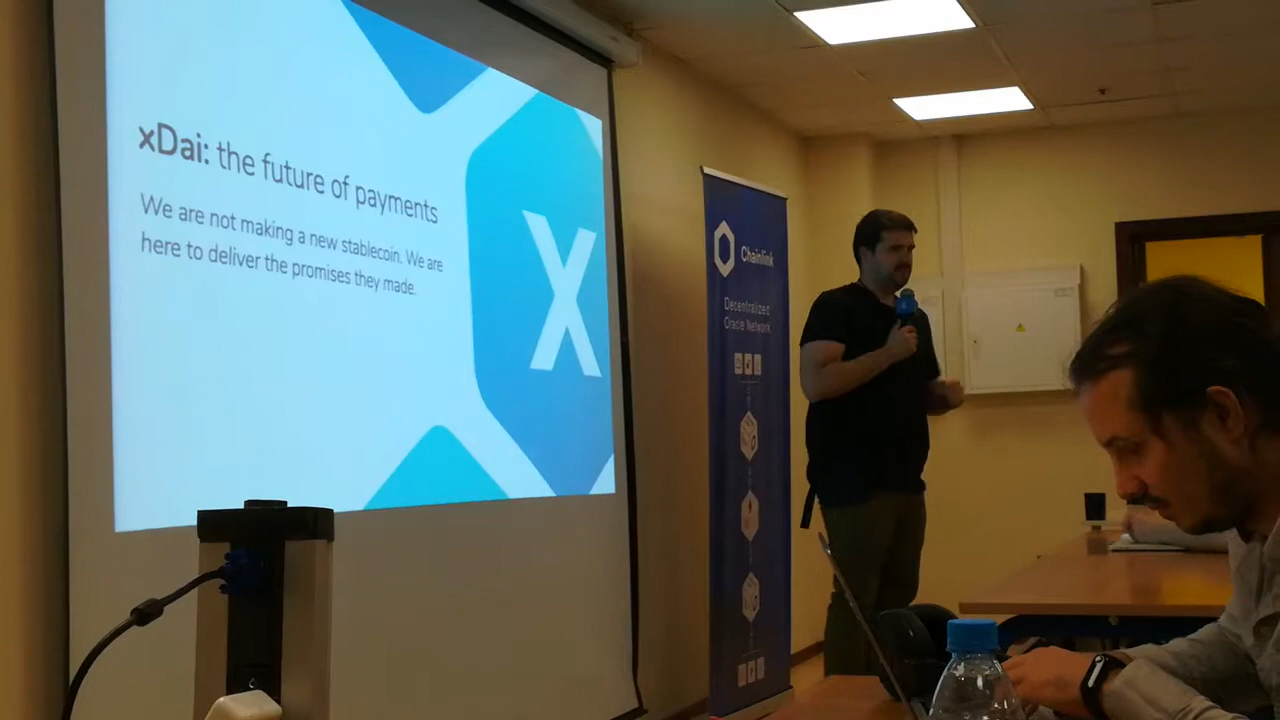 xDai: the future of payments
We are not making a new stablecoin. We are
here to deliver the promises they made.
X
Chainlink
Decentralized
Oracle Network